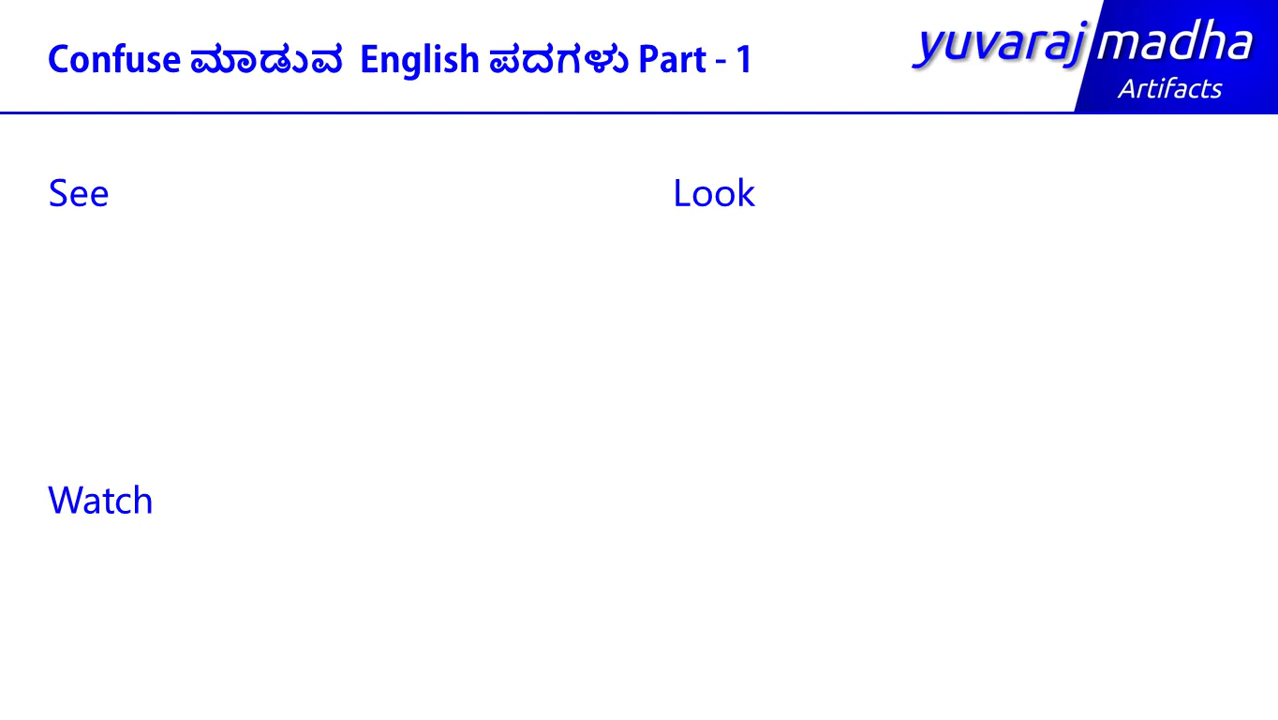 Confuse ಮಾಡುವ English ಪದಗಳು Part - 1
yuvaraj madha
Artifacts
See
Look
Watch